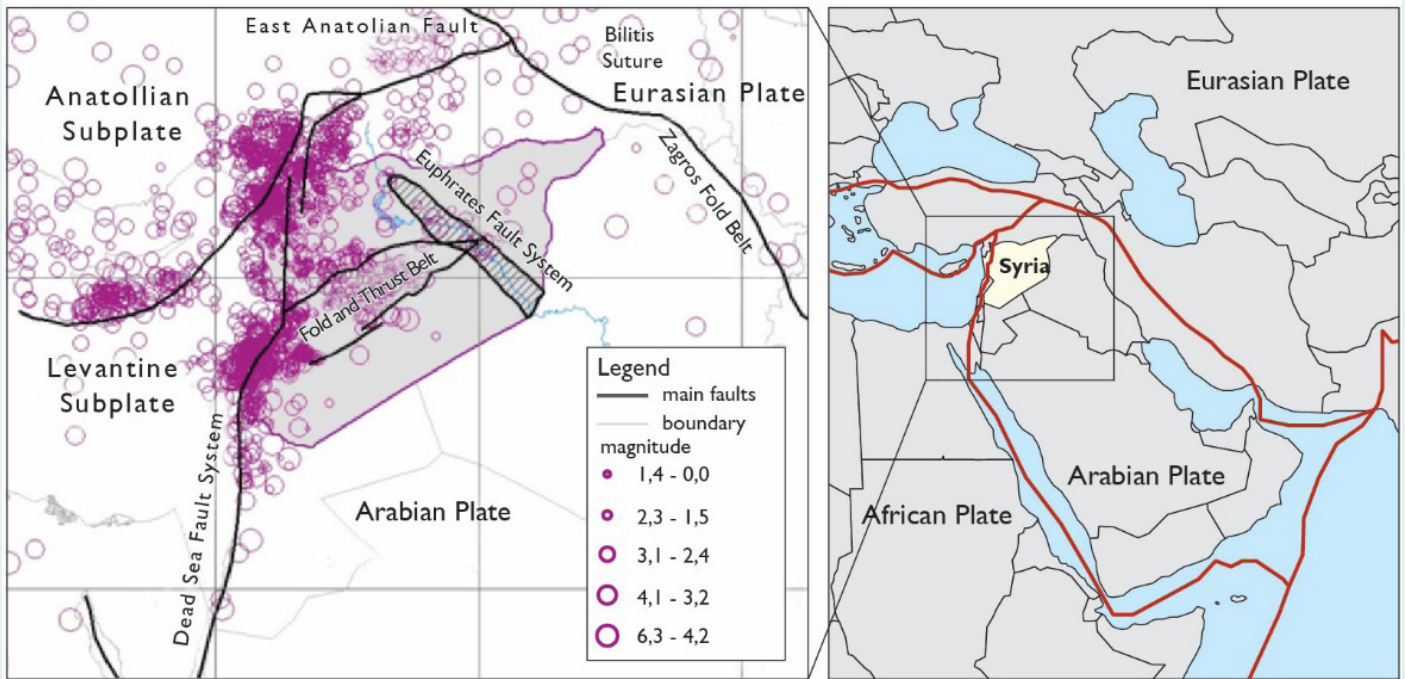 East Anatolian Fault
Bilitis
Suture
Eurasian Plate
Anatollian
Subplate
Zagros Fold Belt
Euphrates Fault System
Fold and Thrust Belt
Levantine
Subplate
Dead Sea Fault System
Arabian Plate
Legend
main faults
boundary
magnitude
1,4 - 0,0
2,3 - 1,5
3,1 - 2,4
4,1 - 3,2
6,3 - 4,2
Eurasian Plate
Syria
Arabian Plate
African Plate